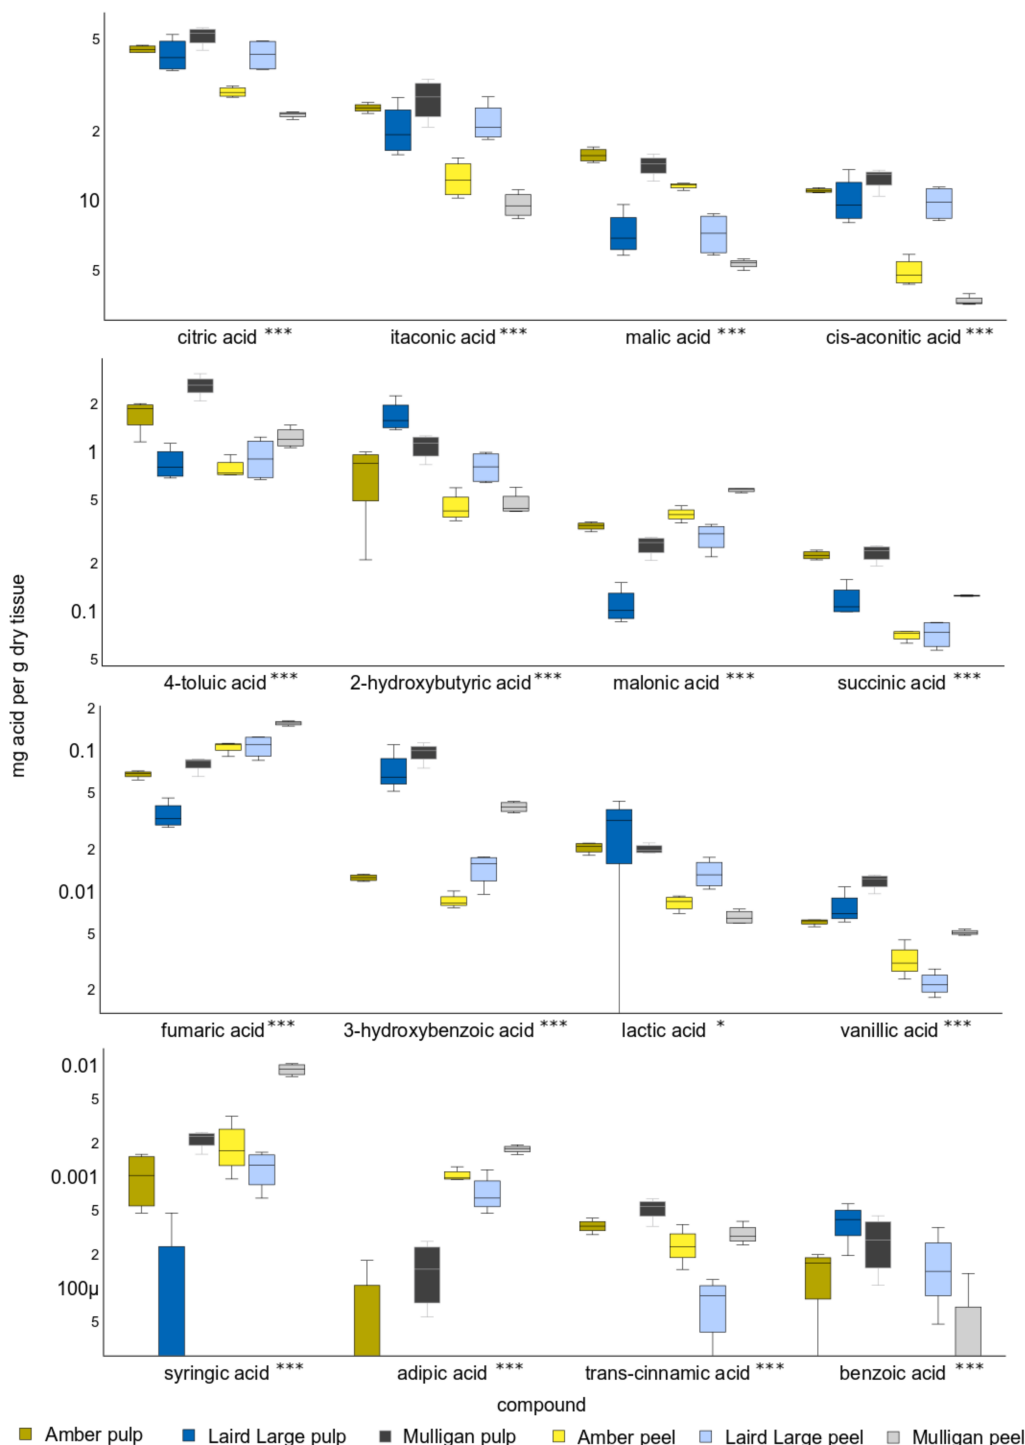 mg acid per g dry tissue
5
2
10
5
citric acid ***
itaconic acid ***
malic acid ***
cis-aconitic acid ***
2
1
5
2
0.1
5
4-toluic acid ***
2-hydroxybutyric acid ***
malonic acid ***
succinic acid ***
2
0.1
5
2
0.01
5
2
fumaric acid ***
3-hydroxybenzoic acid ***
lactic acid *
vanillic acid ***
0.01
5
2
0.001
5
2
100μ
5
syringic acid ***
adipic acid ***
trans-cinnamic acid ***
benzoic acid ***
compound
Amber pulp
Laird Large pulp
Mulligan pulp
Amber peel
Laird Large peel
Mulligan peel